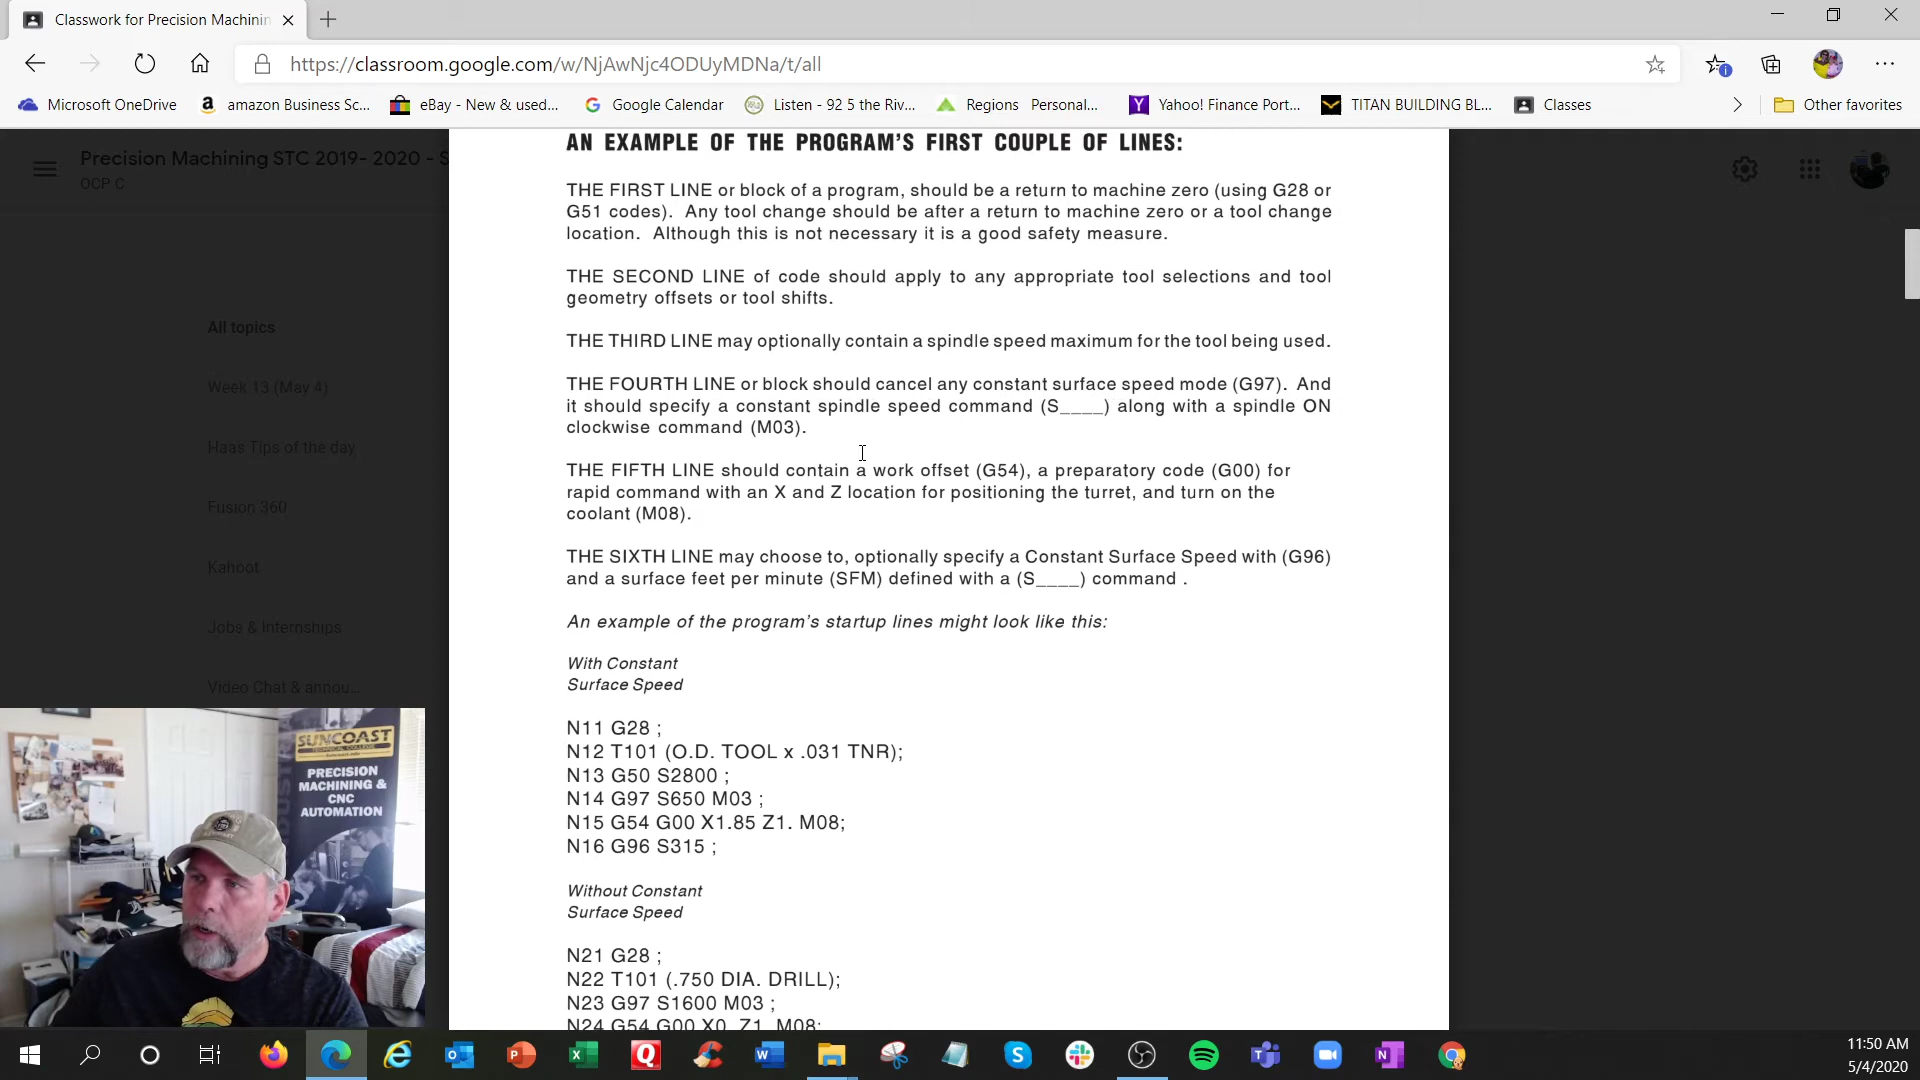 Classwork for Precision Machinin
https://classroom.google.com/w/NjAwNjc4ODUyMDNa/t/all
Microsoft OneDrive
amazon Business Sc...
eBay - New & used...
Google Calendar
Listen - 92 5 the Riv...
Regions Personal...
Yahoo! Finance Port...
TITAN BUILDING BL...
Classes
Other favorites
Precision Machining STC 2019- 2020 - S
OCP C
All topics
Week 13 (May 4)
Haas Tips of the day
Fusion 360
Kahoot
Jobs & Internships
Video Chat & annou...
AN EXAMPLE OF THE PROGRAM'S FIRST COUPLE OF LINES:
THE FIRST LINE or block of a program, should be a return to machine zero (using G28 or
G51 codes). Any tool change should be after a return to machine zero or a tool change
location. Although this is not necessary it is a good safety measure.
THE SECOND LINE of code should apply to any appropriate tool selections and tool
geometry offsets or tool shifts.
THE THIRD LINE may optionally contain a spindle speed maximum for the tool being used.
THE FOURTH LINE or block should cancel any constant surface speed mode (G97). And
it should specify a constant spindle speed command (S____) along with a spindle ON
clockwise command (M03).
THE FIFTH LINE should contain a work offset (G54), a preparatory code (G00) for
rapid command with an X and Z location for positioning the turret, and turn on the
coolant (M08).
THE SIXTH LINE may choose to, optionally specify a Constant Surface Speed with (G96)
and a surface feet per minute (SFM) defined with a (S____) command .
An example of the program's startup lines might look like this:
With Constant
Surface Speed
N11 G28 ;
N12 T101 (O.D. TOOL x .031 TNR);
N13 G50 S2800 ;
N14 G97 S650 M03 ;
N15 G54 G00 X1.85 Z1. M08;
N16 G96 S315 ;
Without Constant
Surface Speed
N21 G28 ;
N22 T101 (.750 DIA. DRILL);
N23 G97 S1600 M03 ;
N24 G54 G00 X0. Z1. M08;
SUNCOAST
TECHNICAL COLLEGE
PRECISION
MACHINING &
CNC
AUTOMATION
11:50 AM
5/4/2020